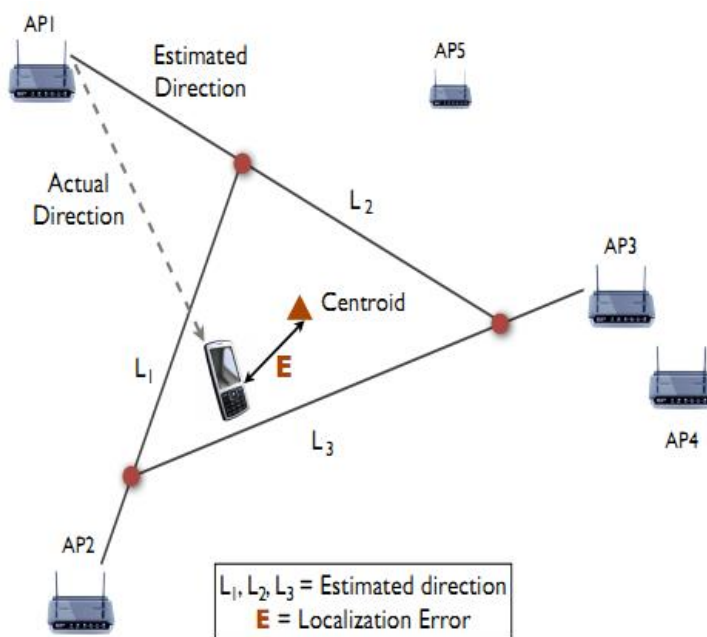 AP1
Estimated
Direction
AP5
Actual
Direction
L₂
AP3
Centroid
L₁
E
L₃
AP4
AP2
L₁, L₂, L₃ = Estimated direction
E = Localization Error